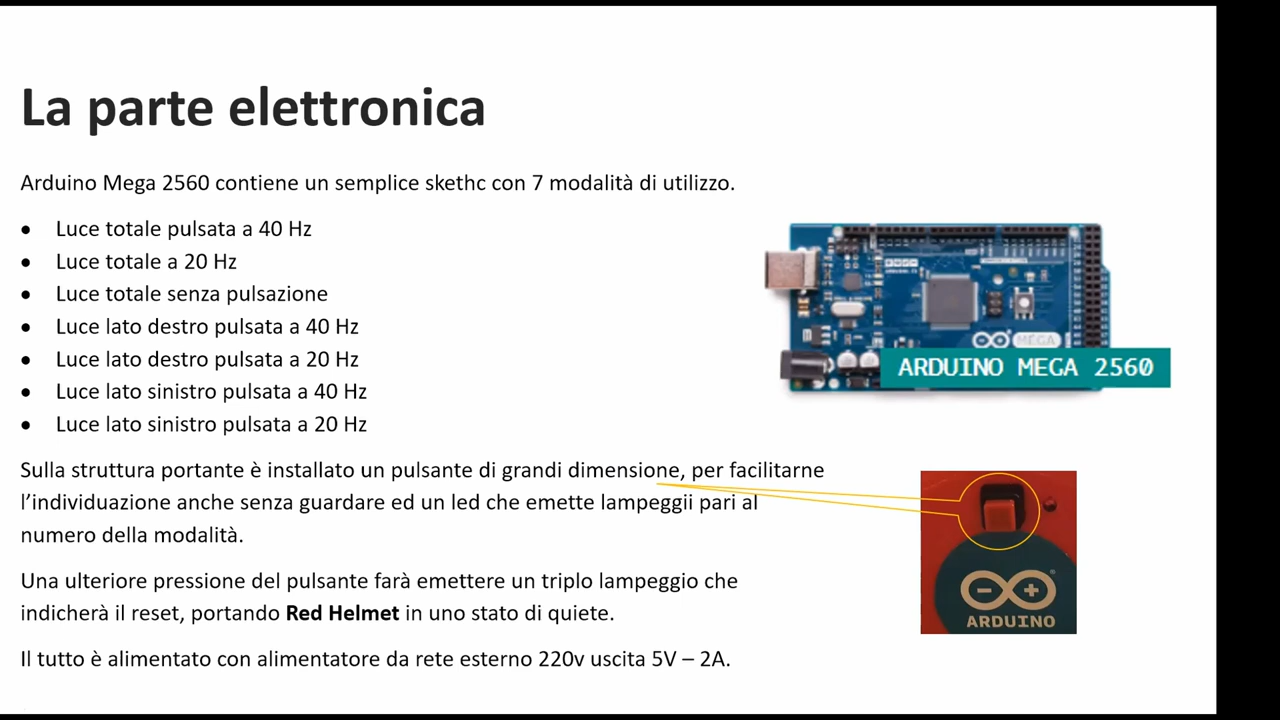 La parte elettronica
Arduino Mega 2560 contiene un semplice skethc con 7 modalità di utilizzo.
• Luce totale pulsata a 40 Hz
• Luce totale a 20 Hz
• Luce totale senza pulsazione
• Luce lato destro pulsata a 40 Hz
• Luce lato destro pulsata a 20 Hz
• Luce lato sinistro pulsata a 40 Hz
• Luce lato sinistro pulsata a 20 Hz
MEGA
ARDUINO MEGA 2560
Sulla struttura portante è installato un pulsante di grandi dimensione, per facilitarne
l’individuazione anche senza guardare ed un led che emette lampeggii pari al
numero della modalità.
Una ulteriore pressione del pulsante farà emettere un triplo lampeggio che
indicherà il reset, portando Red Helmet in uno stato di quiete.
ARDUINO
Il tutto è alimentato con alimentatore da rete esterno 220v uscita 5V – 2A.